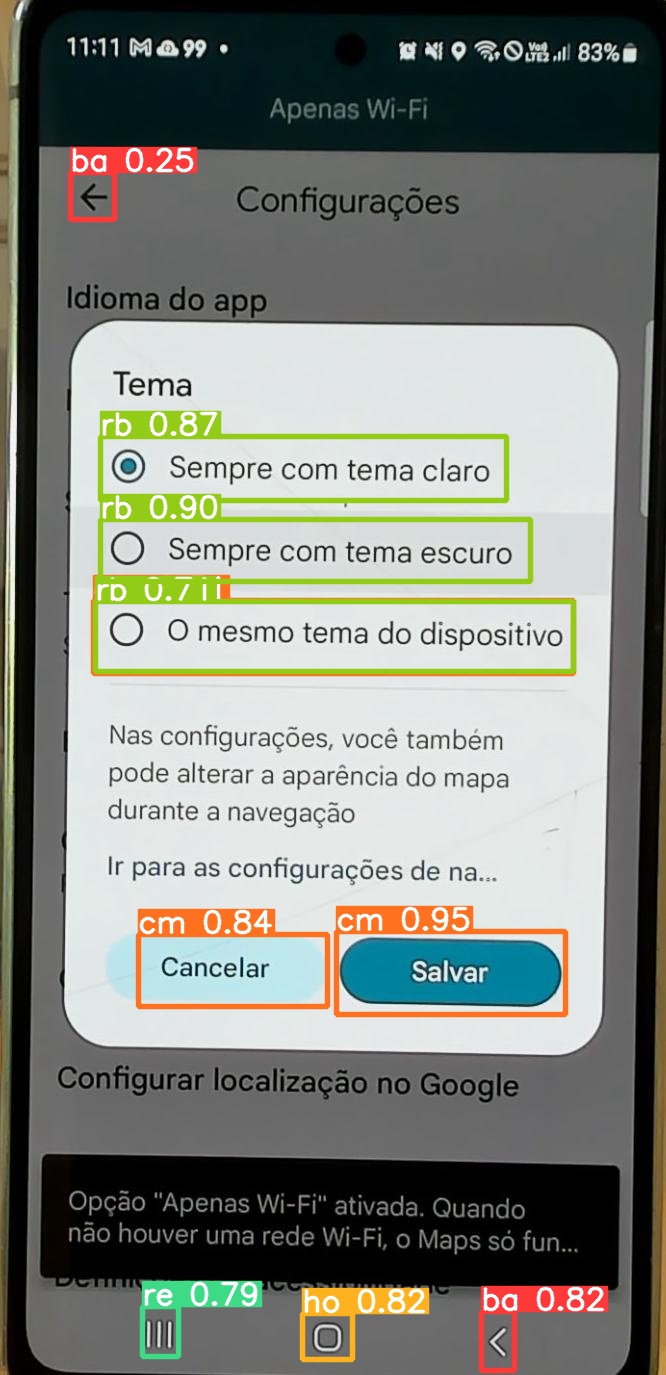 11:11 M 99 •
VoD LTE2 83%
Apenas Wi-Fi
ba 0.25
Configurações
Idioma do app
Tema
rb 0.87
Sempre com tema claro
rb 0.90
Sempre com tema escuro
rb 0.71
O mesmo tema do dispositivo
Nas configurações, você também
pode alterar a aparência do mapa
durante a navegação
Ir para as configurações de na...
cm 0.84
cm 0.95
Cancelar
Salvar
Configurar localização no Google
Opção "Apenas Wi-Fi" ativada. Quando
não houver uma rede Wi-Fi, o Maps só fun...
re 0.79
ho 0.82
ba 0.82